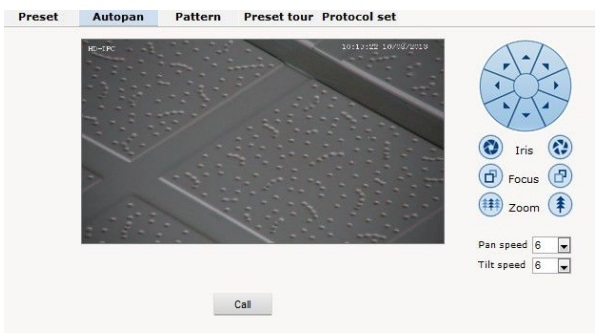 Preset Autopan Pattern Preset tour Protocol set
HD-IPC
Iris
Focus
Zoom
Pan speed 6
Tilt speed 6
Call